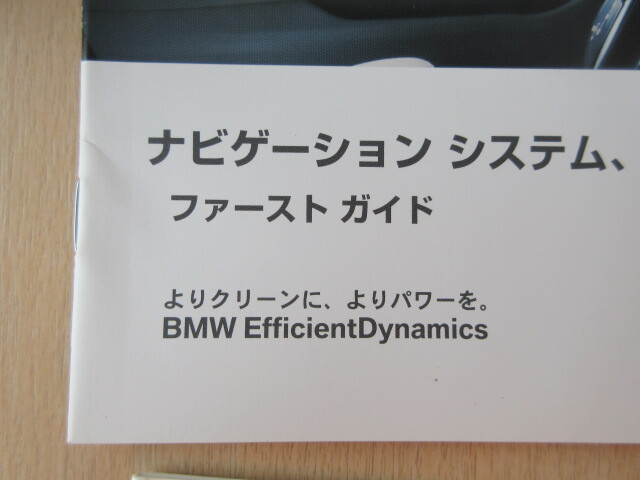 ナビゲーション システム、
ファースト ガイド
よりクリーンに、よりパワーを。
BMW EfficientDynamics